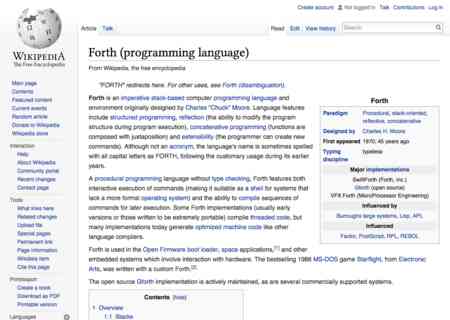 Create account Not logged in Talk Contributions Log in
Article Talk Read Edit View history Search
WIKIPEDIA
The Free Encyclopedia
Main page
Contents
Featured content
Current events
Random article
Donate to Wikipedia
Wikipedia store
Interaction
Help
About Wikipedia
Community portal
Recent changes
Contact page
Tools
What links here
Related changes
Upload file
Special pages
Permanent link
Page information
Wikidata item
Cite this page
Print/export
Create a book
Download as PDF
Printable version
Languages
Forth (programming language)
From Wikipedia, the free encyclopedia
"FORTH" redirects here. For other uses, see Forth (disambiguation).
Forth is an imperative stack-based computer programming language and
environment originally designed by Charles "Chuck" Moore. Language features
include structured programming, reflection (the ability to modify the program
structure during program execution), concatenative programming (functions are
composed with juxtaposition) and extensibility (the programmer can create new
commands). Although not an acronym, the language's name is sometimes spelled
with all capital letters as FORTH, following the customary usage during its earlier
years.
A procedural programming language without type checking, Forth features both
interactive execution of commands (making it suitable as a shell for systems that
lack a more formal operating system) and the ability to compile sequences of
commands for later execution. Some Forth implementations (usually early
versions or those written to be extremely portable) compile threaded code, but
many implementations today generate optimized machine code like other
language compilers.
Forth is used in the Open Firmware boot loader, space applications,[1] and other
embedded systems which involve interaction with hardware. The bestselling 1986 MS-DOS game Starflight, from Electronic
Arts, was written with a custom Forth.[2]
The open source Gforth implementation is actively maintained, as are several commercially supported systems.
Contents [hide]
1 Overview
1.1 Stacks
Forth
Paradigm Procedural, stack-oriented,
reflective, concatenative
Designed by Charles H. Moore
First appeared 1970; 45 years ago
Typing typeless
discipline
Major implementations
SwiftForth (Forth, Inc.)
Gforth (open source)
VFX Forth (MicroProcessor Engineering)
Influenced by
Burroughs large systems, Lisp, APL
Influenced
Factor, PostScript, RPL, REBOL